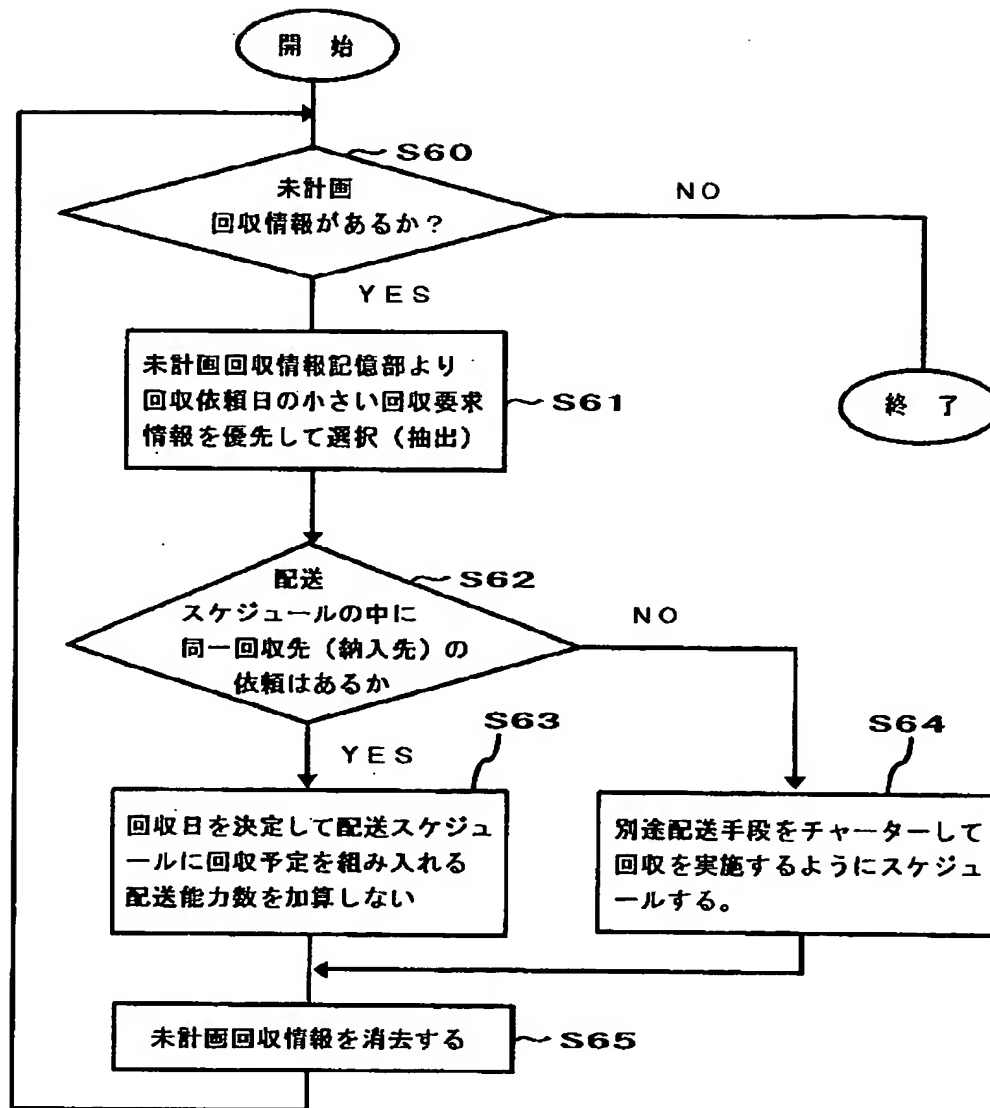 開 始
S60
未計画
回収情報があるか?
NO
YES
未計画回収情報記憶部より
回収依頼日の小さい回収要求
情報を優先して選択(抽出)
S61
終 了
配送
スケジュールの中に
同一回収先(納入先)の
依頼はあるか
S62
NO
YES
S63
回収日を決定して配送スケジュ
ールに回収予定を組み入れる
配送能力数を加算しない
S64
別途配送手段をチャーターして
回収を実施するようにスケジュ
ールする。
未計画回収情報を消去する
S65